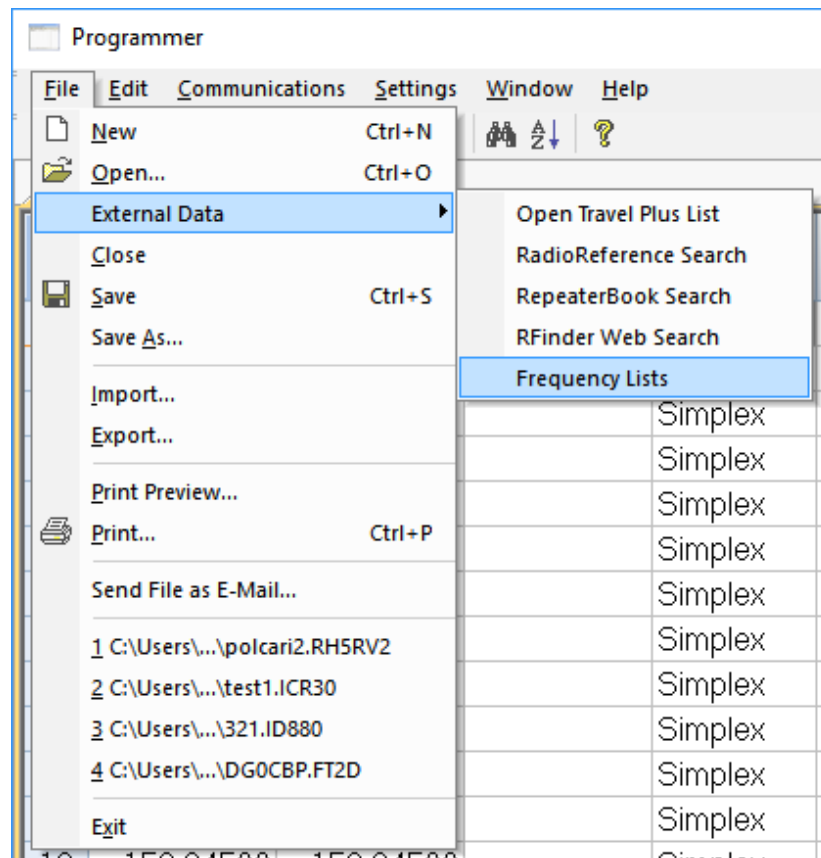 Programmer
File Edit Communications Settings Window Help
New Ctrl+N
Open... Ctrl+O
External Data
Close
Save Ctrl+S
Save As...
Import...
Export...
Print Preview...
Print... Ctrl+P
Send File as E-Mail...
1 C:\Users\...\polcari2.RH5RV2
2 C:\Users\...\test1.ICR30
3 C:\Users\...\321.ID880
4 C:\Users\...\DG0CBP.FT2D
Exit
Open Travel Plus List
RadioReference Search
RepeaterBook Search
RFinder Web Search
Frequency Lists
Simplex
Simplex
Simplex
Simplex
Simplex
Simplex
Simplex
Simplex
Simplex
Simplex